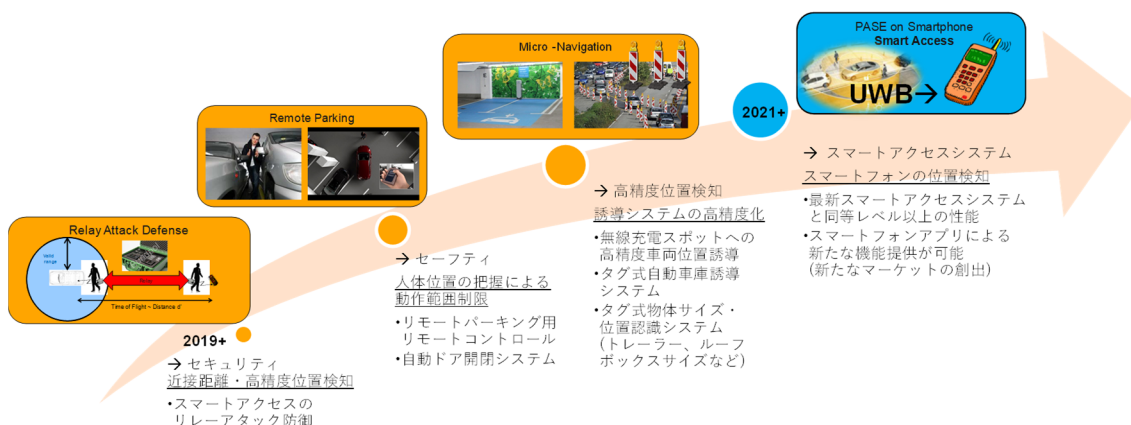 Relay Attack Defense
Valid
range
Time of Flight ~ Distance d'
2019+
→ セキュリティ
近接距離・高精度位置検知
•スマートアクセスの
リレーアタック防御
Remote Parking
→ セーフティ
人体位置の把握による
動作範囲制限
•リモートパーキング用
リモートコントロール
•自動ドア開閉システム
Micro -Navigation
→ 高精度位置検知
誘導システムの高精度化
•無線充電スポットへの
高精度車両位置誘導
•タグ式自動車庫誘導
システム
•タグ式物体サイズ・
位置認識システム
(トレーラー、ルーフ
ボックスサイズなど)
2021+
PASE on Smartphone
Smart Access
UWB→
→ スマートアクセスシステム
スマートフォンの位置検知
•最新スマートアクセスシステム
と同等レベル以上の性能
•スマートフォンアプリによる
新たな機能提供が可能
(新たなマーケットの創出)